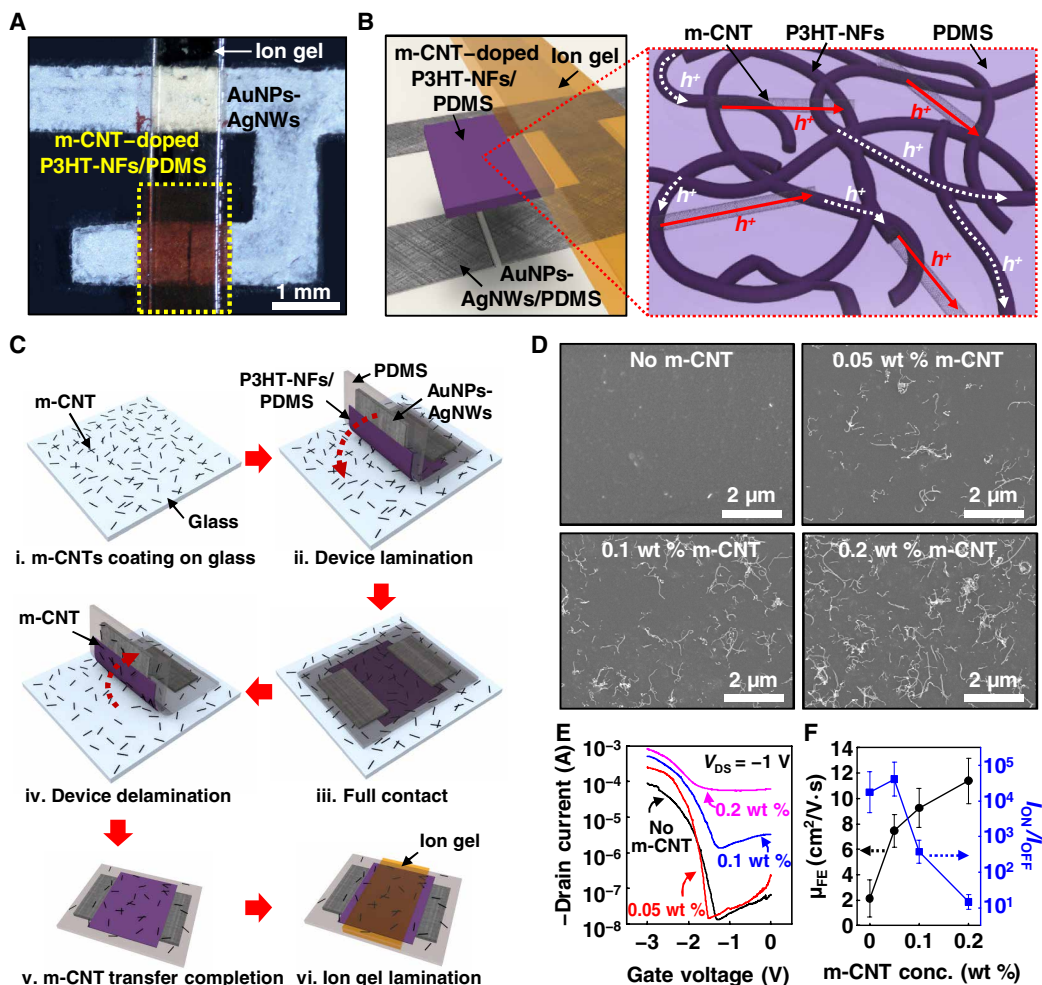 A
Ion gel
AuNPs-
AgNWs
m-CNT–doped
P3HT-NFs/PDMS
1 mm
B
m-CNT–doped
P3HT-NFs/
PDMS
Ion gel
AuNPs-
AgNWs/PDMS
m-CNT
P3HT-NFs
PDMS
h+
h+
h+
h+
h+
h+
h+
h+
h+
C
m-CNT
Glass
i. m-CNTs coating on glass
P3HT-NFs/
PDMS
PDMS
AuNPs-
AgNWs
ii. Device lamination
m-CNT
iv. Device delamination
iii. Full contact
v. m-CNT transfer completion
Ion gel
vi. Ion gel lamination
D
No m-CNT
2 μm
0.05 wt % m-CNT
2 μm
0.1 wt % m-CNT
2 μm
0.2 wt % m-CNT
2 μm
E
–Drain current (A)
10–3
10–4
10–5
10–6
10–7
10–8
VDS = –1 V
0.2 wt %
No
m-CNT
0.1 wt %
0.05 wt %
–3
–2
–1
0
Gate voltage (V)
F
μFE (cm2/V·s)
14
12
10
8
6
4
2
0
105
104
103
102
101
ION/IOFF
0
0.1
0.2
m-CNT conc. (wt %)